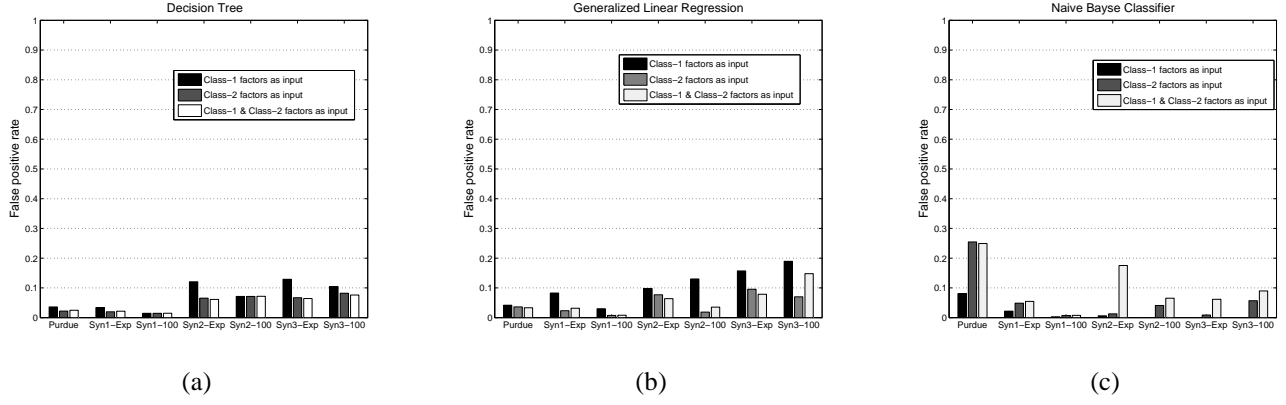 Decision Tree
1
0.9
0.8
0.7
0.6
0.5
0.4
0.3
0.2
0.1
0
False positive rate
Class−1 factors as input
Class−2 factors as input
Class−1 & Class−2 factors as input
Purdue Syn1−Exp Syn1−100 Syn2−Exp Syn2−100 Syn3−Exp Syn3−100
(a)
Generalized Linear Regression
1
0.9
0.8
0.7
0.6
0.5
0.4
0.3
0.2
0.1
0
False positive rate
Class−1 factors as input
Class−2 factors as input
Class−1 & Class−2 factors as input
Purdue Syn1−Exp Syn1−100 Syn2−Exp Syn2−100 Syn3−Exp Syn3−100
(b)
Naive Bayse Classifier
1
0.9
0.8
0.7
0.6
0.5
0.4
0.3
0.2
0.1
0
False positive rate
Class−1 factors as input
Class−2 factors as input
Class−1 & Class−2 factors as input
Purdue Syn1−Exp Syn1−100 Syn2−Exp Syn2−100 Syn3−Exp Syn3−100
(c)